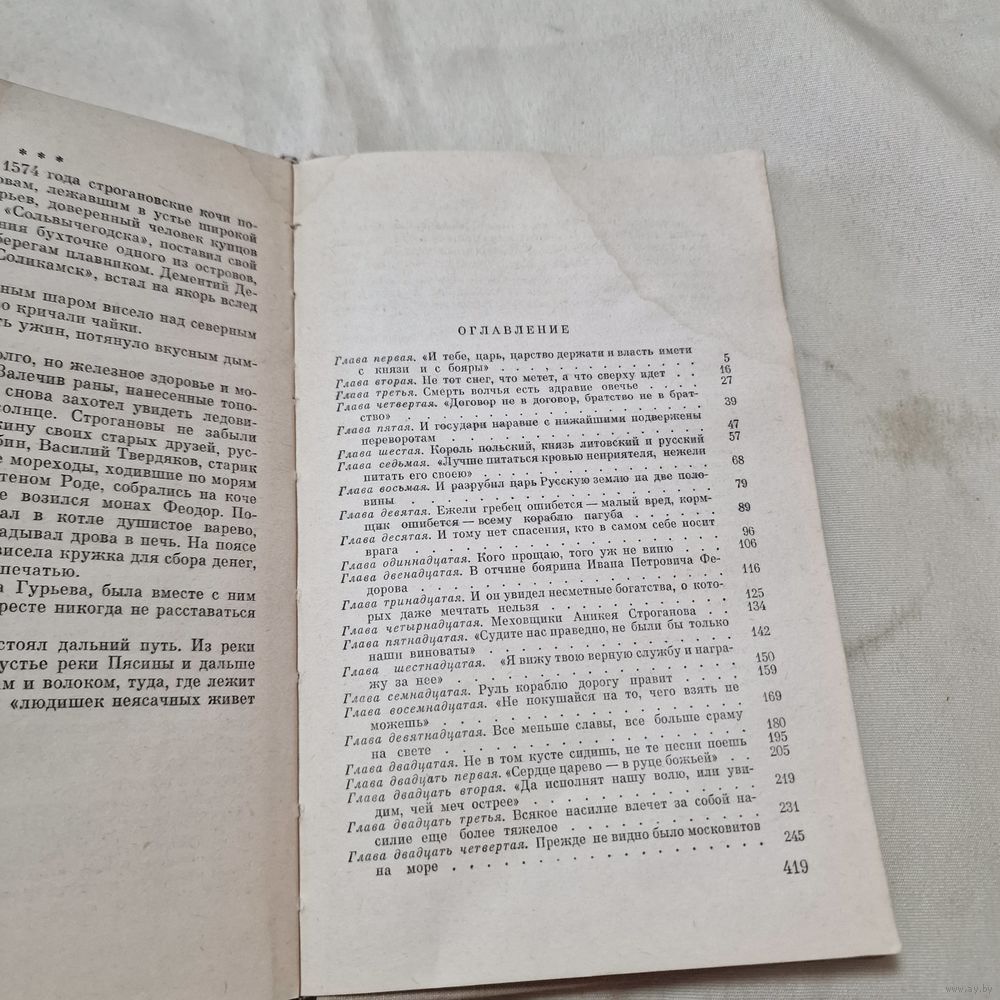 * * *
1574 года строгановские кочи по-
овам, лежавшим в устье широкой
рьев, доверенный человек купцов
«Сольвычегодска», поставил свой
ния бухточке одного из островов,
берегам плавником. Дементий Де-
Соликамск», встал на якорь вслед
ным шаром висело над северным
о кричали чайки.
ть ужин, потянуло вкусным дым-
олго, но железное здоровье и мо-
Залечив раны, нанесенные топо-
снова захотел увидеть ледови-
солнце. Строгановы не забыли
жину своих старых друзей, рус-
бин, Василий Твердяков, старик
е мореходы, ходившие по морям
теном Роде, собрались на коче
е возился монах Феодор. По-
ал в котле душистое варево,
адывал дрова в печь. На поясе
висела кружка для сбора денег,
печатью.
а Гурьева, была вместе с ним
ресте никогда не расставаться
стоял дальний путь. Из реки
устье реки Пясины и дальше
ам и волоком, туда, где лежит
«людишек неясачных живет
ОГЛАВЛЕНИЕ
Глава первая. «И тебе, царь, царство держати и власть имети
с князи и с бояры» . . . . . . . . . . 5
Глава вторая. Не тот снег, что метет, а что сверху идет . . 16
Глава третья. Смерть волчья есть здравие овечье . . . 27
Глава четвертая. «Договор не в договор, братство не в брат-
ство» . . . . . . . . . . 39
Глава пятая. И государи наравне с нижайшими подвержены
переворотам . . . . . . . . . . 47
Глава шестая. Король польский, князь литовский и русский 57
Глава седьмая. «Лучше питаться кровью неприятеля, нежели
питать его своею» . . . . . . . . . . 68
Глава восьмая. И разрубил царь Русскую землю на две поло-
вины . . . . . . . . . . 79
Глава девятая. Ежели гребец ошибется — малый вред, корм-
щик ошибется — всему кораблю пагуба . . . . . 89
Глава десятая. И тому нет спасения, кто в самом себе носит
врага . . . . . . . . . . 96
Глава одиннадцатая. Кого прощаю, того уж не виню . . . 106
Глава двенадцатая. В отчине боярина Ивана Петровича Фе-
дорова . . . . . . . . . . 116
Глава тринадцатая. И он увидел несметные богатства, о кото-
рых даже мечтать нельзя . . . . . . . . 125
Глава четырнадцатая. Меховщики Аникея Строганова . . . 134
Глава пятнадцатая. «Судите нас праведно, не были бы только
наши виноваты» . . . . . . . . . . 142
Глава шестнадцатая. «Я вижу твою верную службу и награ-
жу за нее» . . . . . . . . . . 150
Глава семнадцатая. Руль кораблю дорогу правит . . . . 159
Глава восемнадцатая. «Не покушайся на то, чего взять не
можешь» . . . . . . . . . . 169
Глава девятнадцатая. Все меньше славы, все больше сраму
на свете . . . . . . . . . . 180
Глава двадцатая. Не в том кусте сидишь, не те песни поешь 195
Глава двадцать первая. «Сердце царево — в руце божьей» . . 205
Глава двадцать вторая. «Да исполнят нашу волю, или уви-
дим, чей меч острее» . . . . . . . . . . 219
Глава двадцать третья. Всякое насилие влечет за собой на-
силие еще более тяжелое . . . . . . . . 231
Глава двадцать четвертая. Прежде не видно было московитов
на море . . . . . . . . . . 245
419
www.ay.by